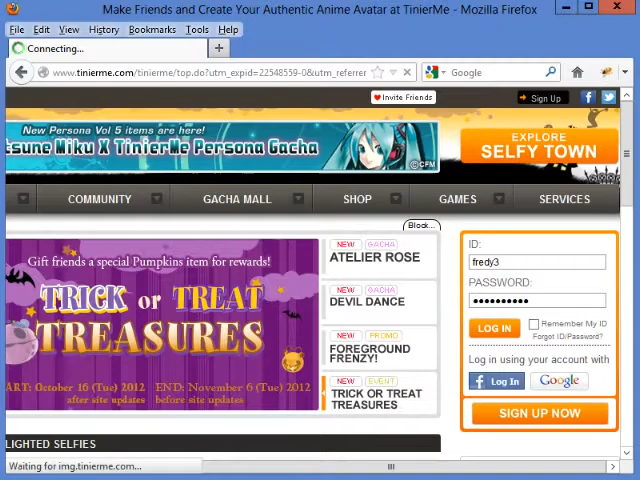 Make Friends and Create Your Authentic Anime Avatar at TinierMe - Mozilla Firefox
File Edit View History Bookmarks Tools Help
Connecting...
www.tinierme.com/tinierme/top.do?utm_expid=22548559-0&utm_referrer
Google
Invite Friends
Sign Up
New Persona Vol 5 items are here!
tsune Miku X TinierMe Persona Gacha
©CFM
EXPLORE
SELFY TOWN
COMMUNITY
GACHA MALL
SHOP
GAMES
SERVICES
Block...
Gift friends a special Pumpkins item for rewards!
TRICK or TREAT
TREASURES
ART: October 16 (Tue) 2012 END: November 6 (Tue) 2012
after site updates before site updates
NEW GACHA
ATELIER ROSE
NEW GACHA
DEVIL DANCE
NEW PROMO
FOREGROUND
FRENZY!
NEW EVENT
TRICK OR TREAT
TREASURES
ID:
fredy3
PASSWORD:
LOG IN
Remember My ID
Forgot ID/Password?
Log in using your account with
f Log In
Google
SIGN UP NOW
LIGHTED SELFIES
Waiting for img.tinierme.com...